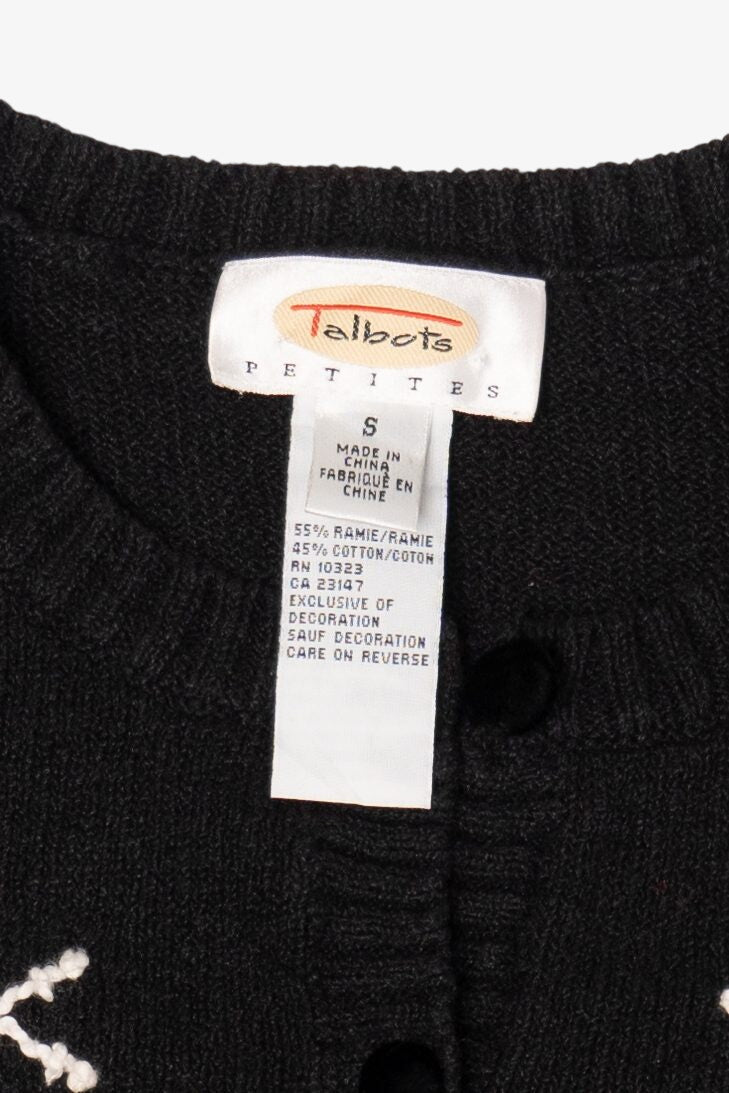 Talbots
PETITES
S
MADE IN
CHINA
FABRIQUÉ EN
CHINE
55% RAMIE/RAMIE
45% COTTON/COTON
RN 10323
CA 23147
EXCLUSIVE OF
DECORATION
SAUF DECORATION
CARE ON REVERSE